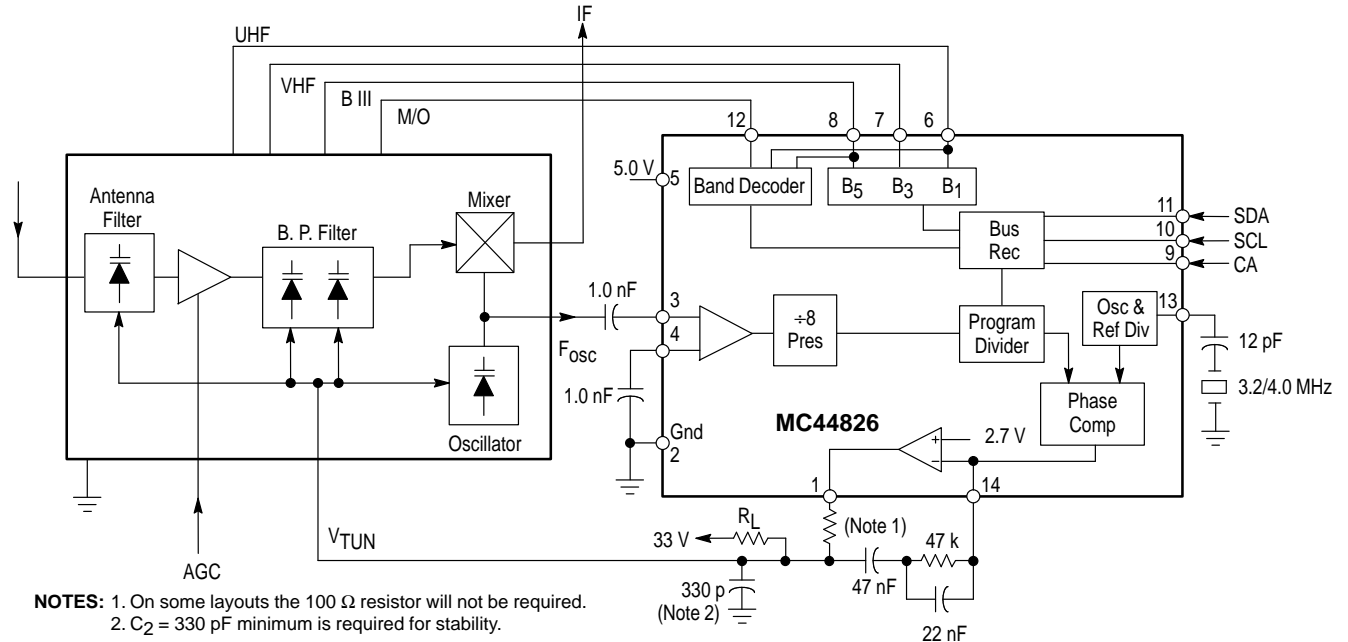 IF
UHF
VHF
B III
M/O
12
8
7
6
5.0 V
5
Band Decoder
B5
B3
B1
Antenna
Filter
B. P. Filter
Mixer
Bus
Rec
11
SDA
10
SCL
9
CA
1.0 nF
3
4
÷8
Pres
Program
Divider
Osc &
Ref Div
13
12 pF
3.2/4.0 MHz
Fosc
1.0 nF
Phase
Comp
MC44826
Gnd
2
Oscillator
+
–
2.7 V
1
14
VTUN
33 V
RL
(Note 1)
47 k
47 nF
330 p
(Note 2)
22 nF
AGC
NOTES: 1. On some layouts the 100 Ω resistor will not be required.
2. C2 = 330 pF minimum is required for stability.